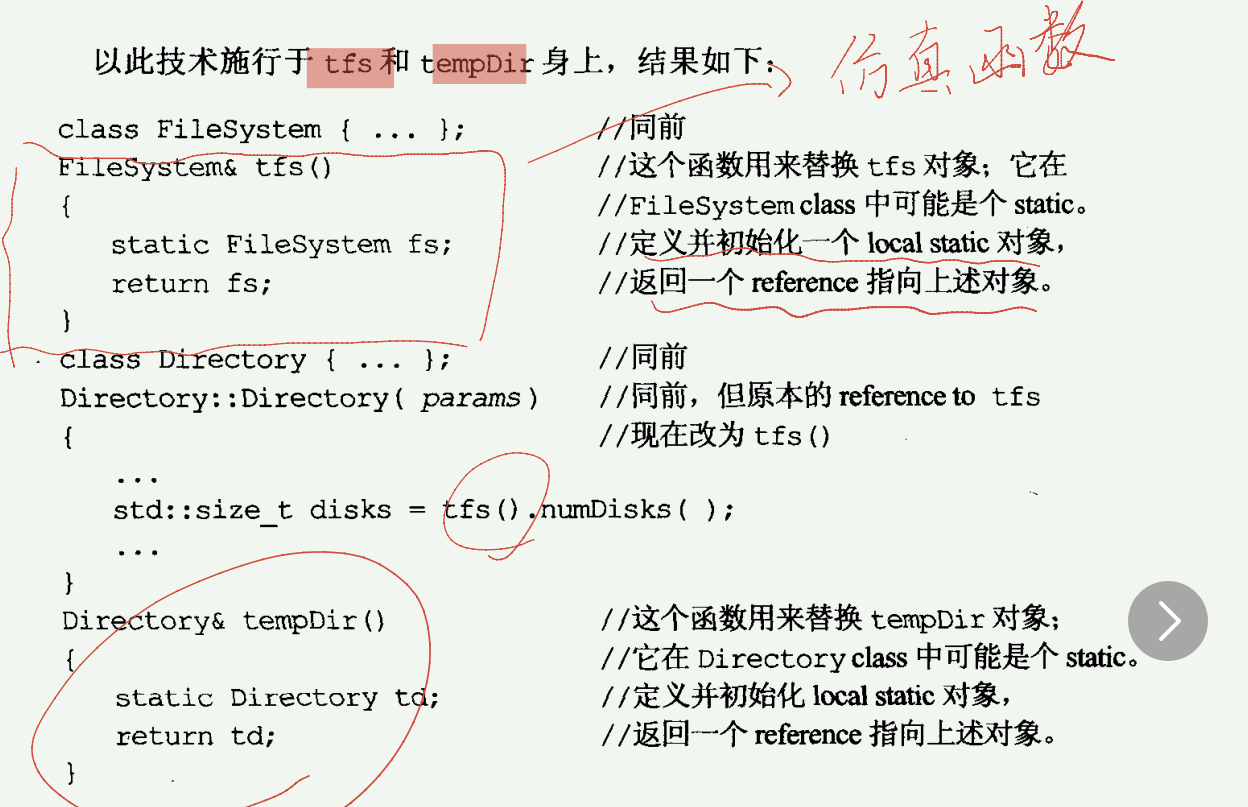 以此技术施行于 tfs 和 tempDir 身上，结果如下：
仿真函数
class FileSystem { ... }; //同前
FileSystem& tfs() //这个函数用来替换 tfs 对象；它在
{ //FileSystem class 中可能是个 static。
static FileSystem fs; //定义并初始化一个 local static 对象，
return fs; //返回一个 reference 指向上述对象。
}
class Directory { ... }; //同前
Directory::Directory( params ) //同前，但原本的 reference to tfs
{ //现在改为 tfs()
...
std::size_t disks = tfs().numDisks( );
...
}
Directory& tempDir() //这个函数用来替换 tempDir 对象；
{ //它在 Directory class 中可能是个 static。
static Directory td; //定义并初始化 local static 对象，
return td; //返回一个 reference 指向上述对象。
}